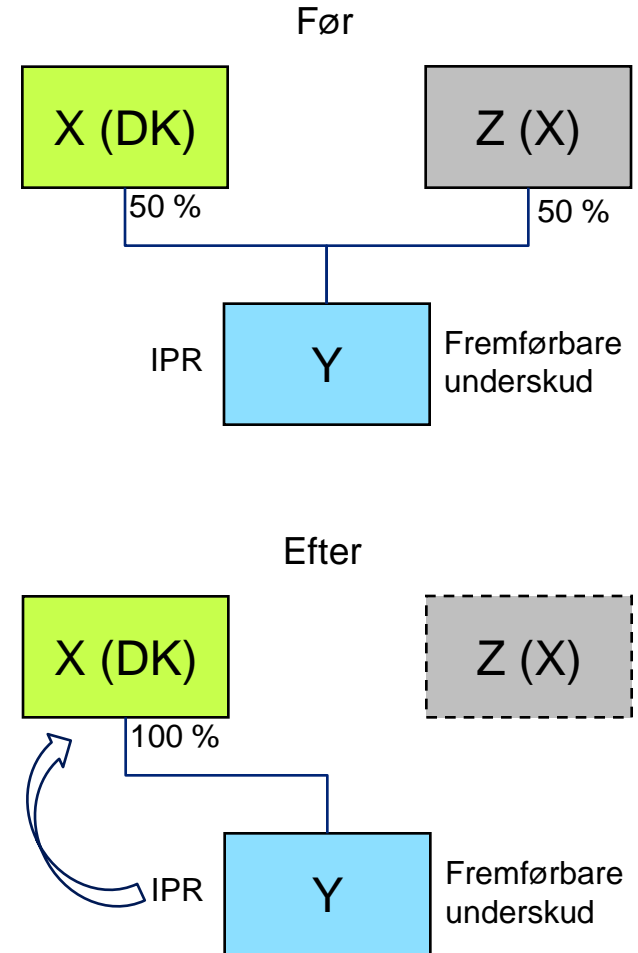 Før
X (DK)
Z (X)
50 %
50 %
IPR
Y
Fremførbare
underskud
Efter
X (DK)
Z (X)
100 %
IPR
Y
Fremførbare
underskud